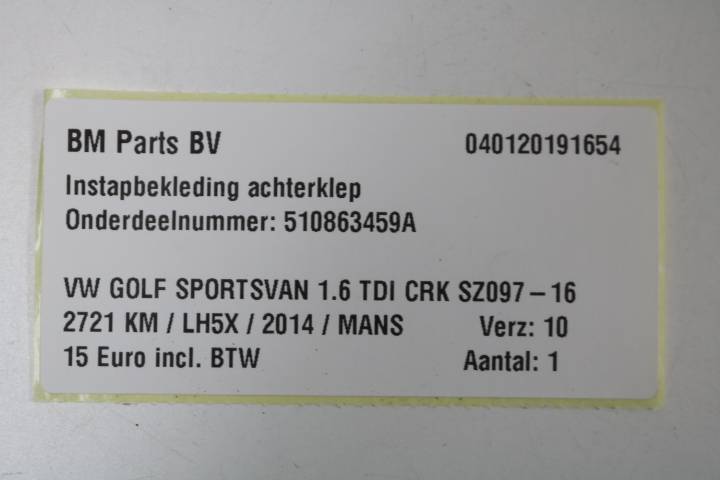 BM Parts BV 040120191654
Instapbekleding achterklep
Onderdeelnummer: 510863459A
VW GOLF SPORTSVAN 1.6 TDI CRK SZ097-16
2721 KM / LH5X / 2014 / MANS Verz: 10
15 Euro incl. BTW Aantal: 1